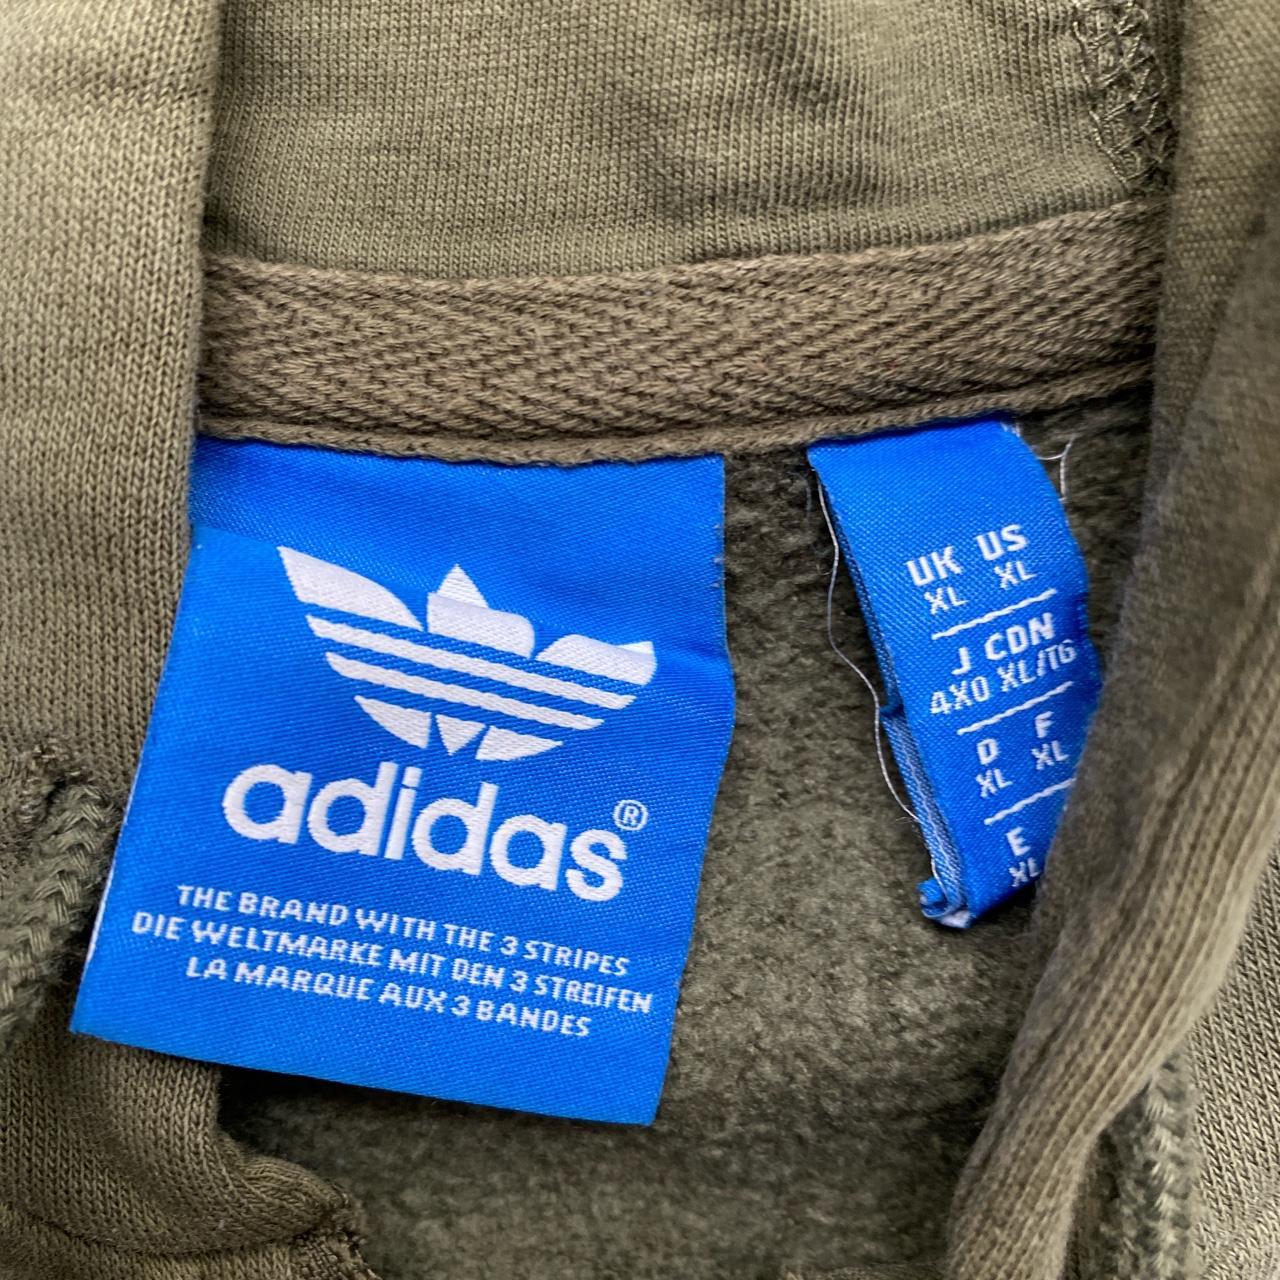 adidas®
THE BRAND WITH THE 3 STRIPES
DIE WELTMARKE MIT DEN 3 STREIFEN
LA MARQUE AUX 3 BANDES
UK US
XL XL
J CDN
4XO XL/TG
D F
XL XL
E
XL